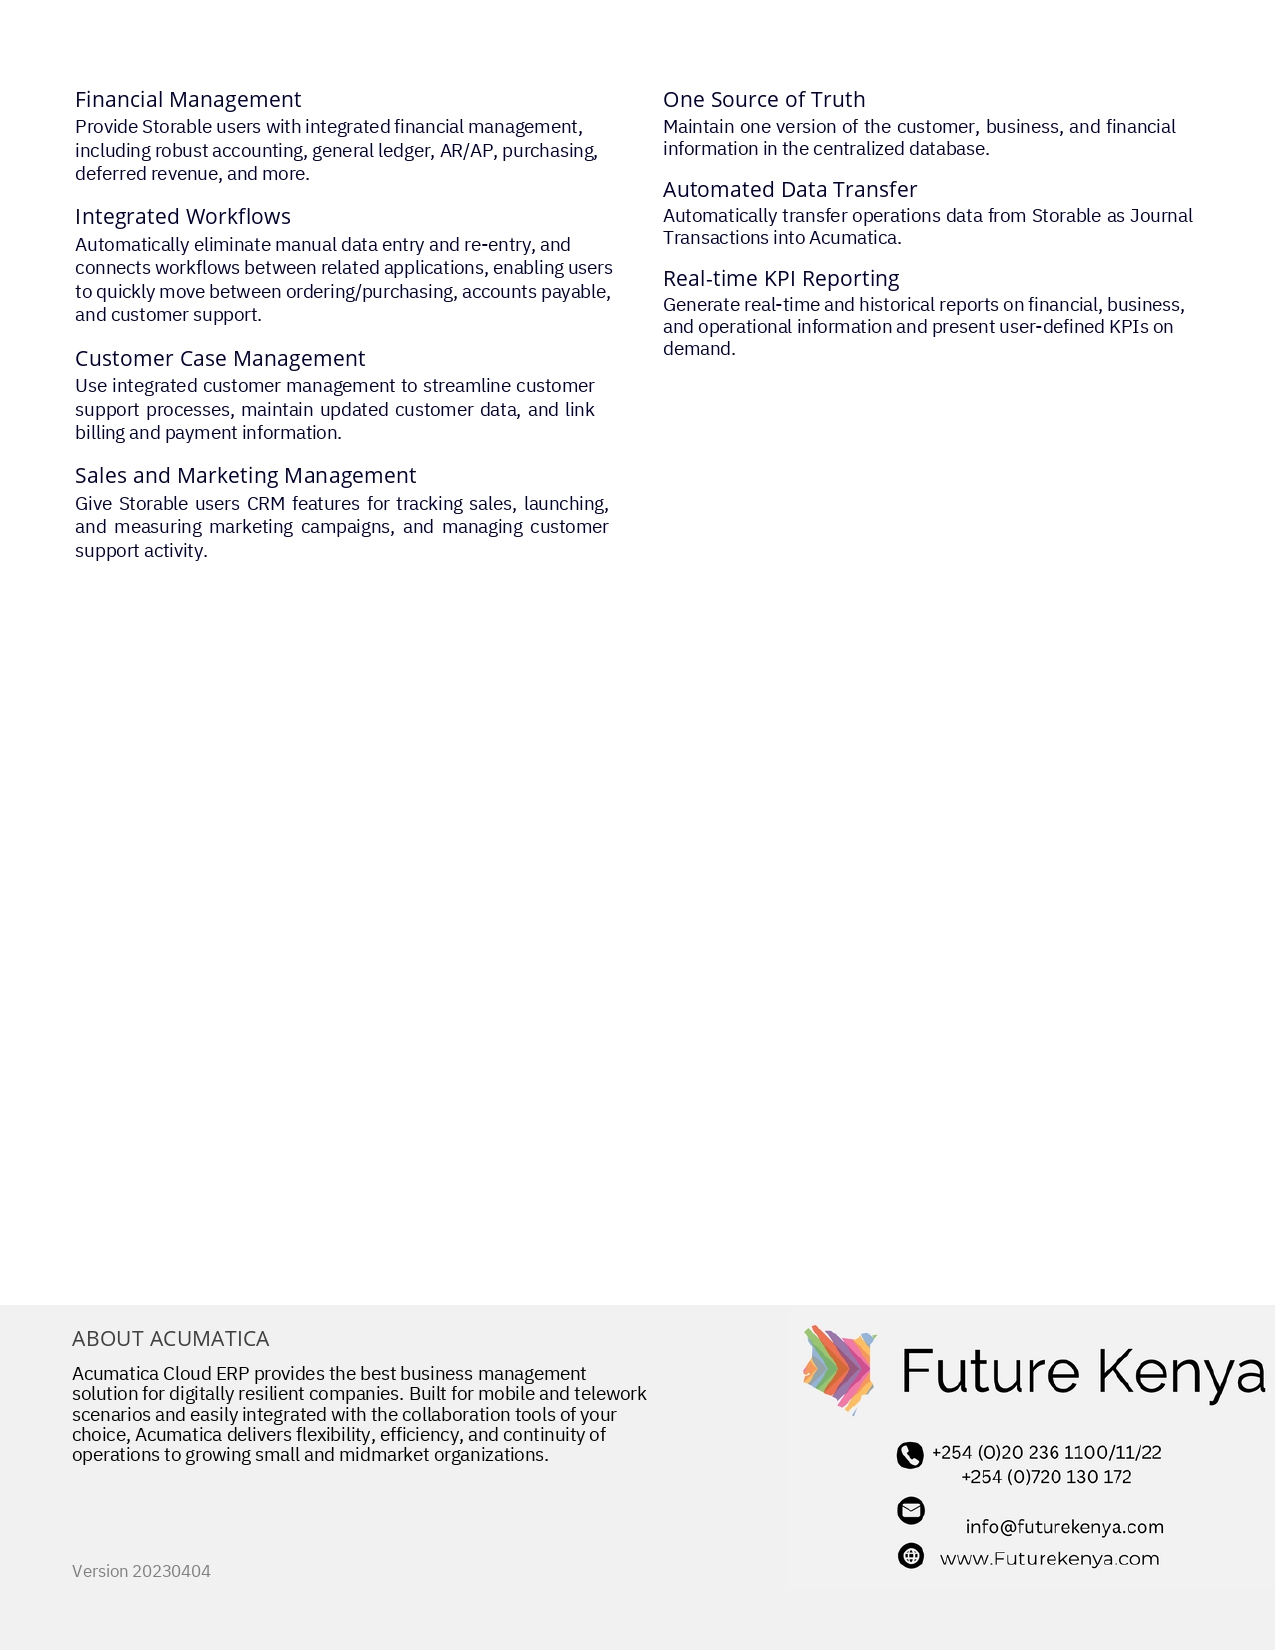 Financial Management
Provide Storable users with integrated financial management,
including robust accounting, general ledger, AR/AP, purchasing,
deferred revenue, and more.
Integrated Workflows
Automatically eliminate manual data entry and re-entry, and
connects workflows between related applications, enabling users
to quickly move between ordering/purchasing, accounts payable,
and customer support.
Customer Case Management
Use integrated customer management to streamline customer
support processes, maintain updated customer data, and link
billing and payment information.
Sales and Marketing Management
Give Storable users CRM features for tracking sales, launching,
and measuring marketing campaigns, and managing customer
support activity.
One Source of Truth
Maintain one version of the customer, business, and financial
information in the centralized database.
Automated Data Transfer
Automatically transfer operations data from Storable as Journal
Transactions into Acumatica.
Real-time KPI Reporting
Generate real-time and historical reports on financial, business,
and operational information and present user-defined KPIs on
demand.
ABOUT ACUMATICA
Acumatica Cloud ERP provides the best business management
solution for digitally resilient companies. Built for mobile and telework
scenarios and easily integrated with the collaboration tools of your
choice, Acumatica delivers flexibility, efficiency, and continuity of
operations to growing small and midmarket organizations.
Version 20230404
Future Kenya
+254 (0)20 236 1100/11/22
+254 (0)720 130 172
info@futurekenya.com
www.Futurekenya.com